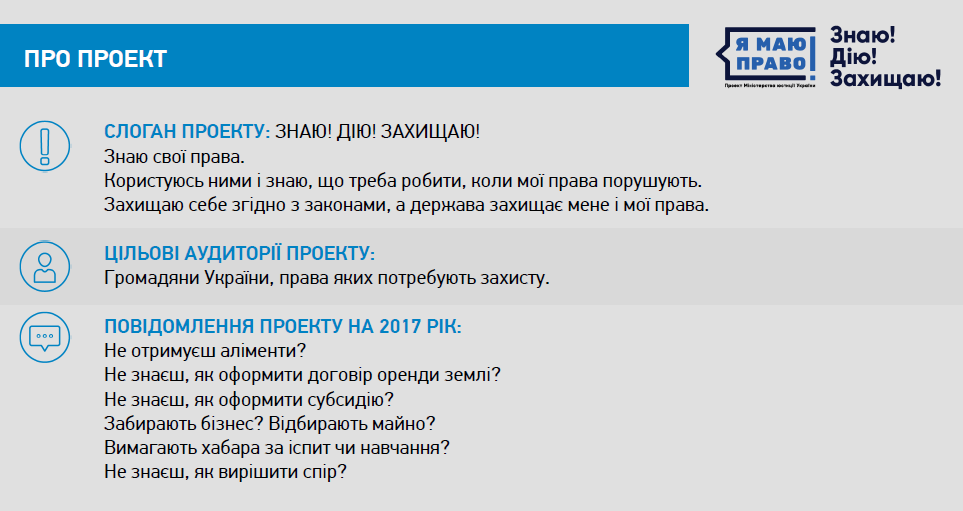 ПРО ПРОЕКТ
Я МАЮ
ПРАВО!
Проект Міністерства юстиції України
Знаю!
Дію!
Захищаю!
СЛОГАН ПРОЕКТУ: ЗНАЮ! ДІЮ! ЗАХИЩАЮ!
Знаю свої права.
Користуюсь ними і знаю, що треба робити, коли мої права порушують.
Захищаю себе згідно з законами, а держава захищає мене і мої права.
ЦІЛЬОВІ АУДИТОРІЇ ПРОЕКТУ:
Громадяни України, права яких потребують захисту.
ПОВІДОМЛЕННЯ ПРОЕКТУ НА 2017 РІК:
Не отримуєш аліменти?
Не знаєш, як оформити договір оренди землі?
Не знаєш, як оформити субсидію?
Забирають бізнес? Відбирають майно?
Вимагають хабара за іспит чи навчання?
Не знаєш, як вирішити спір?